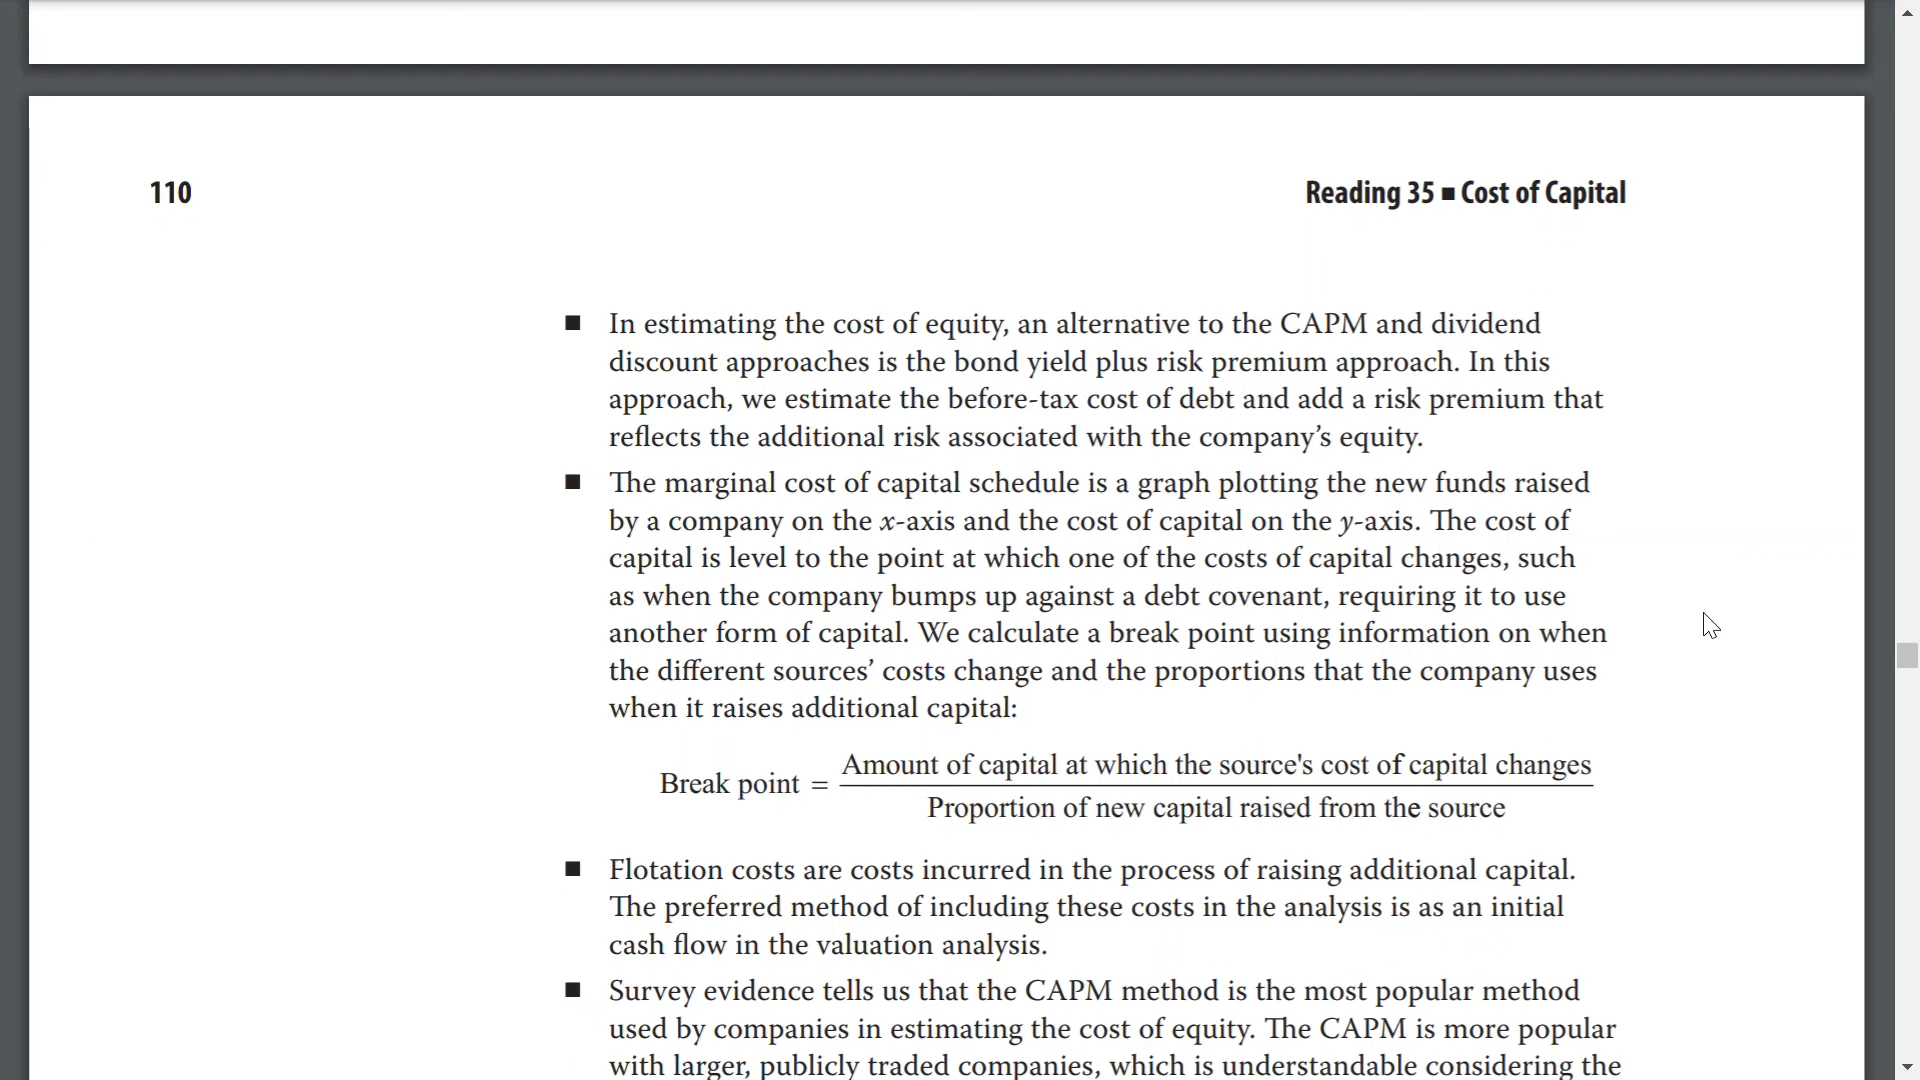 110
Reading 35 ■ Cost of Capital
■ In estimating the cost of equity, an alternative to the CAPM and dividend
discount approaches is the bond yield plus risk premium approach. In this
approach, we estimate the before-tax cost of debt and add a risk premium that
reflects the additional risk associated with the company’s equity.
■ The marginal cost of capital schedule is a graph plotting the new funds raised
by a company on the x-axis and the cost of capital on the y-axis. The cost of
capital is level to the point at which one of the costs of capital changes, such
as when the company bumps up against a debt covenant, requiring it to use
another form of capital. We calculate a break point using information on when
the different sources’ costs change and the proportions that the company uses
when it raises additional capital:
Break point = Amount of capital at which the source's cost of capital changes
Proportion of new capital raised from the source
■ Flotation costs are costs incurred in the process of raising additional capital.
The preferred method of including these costs in the analysis is as an initial
cash flow in the valuation analysis.
■ Survey evidence tells us that the CAPM method is the most popular method
used by companies in estimating the cost of equity. The CAPM is more popular
with larger, publicly traded companies, which is understandable considering the